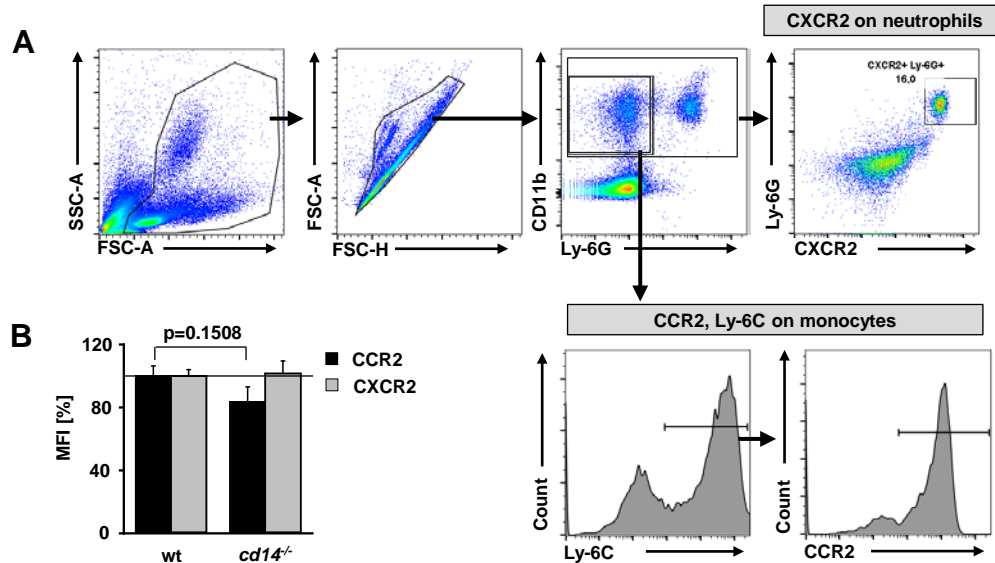 A
CXCR2 on neutrophils
SSC-A
FSC-A
FSC-A
FSC-H
CD11b
Ly-6G
CXCR2+ Ly-6G+
16,0
Ly-6G
CXCR2
CCR2, Ly-6C on monocytes
B
p=0.1508
120
80
40
0
MFI [%]
CCR2
CXCR2
wt
cd14-/-
Count
Ly-6C
Count
CCR2